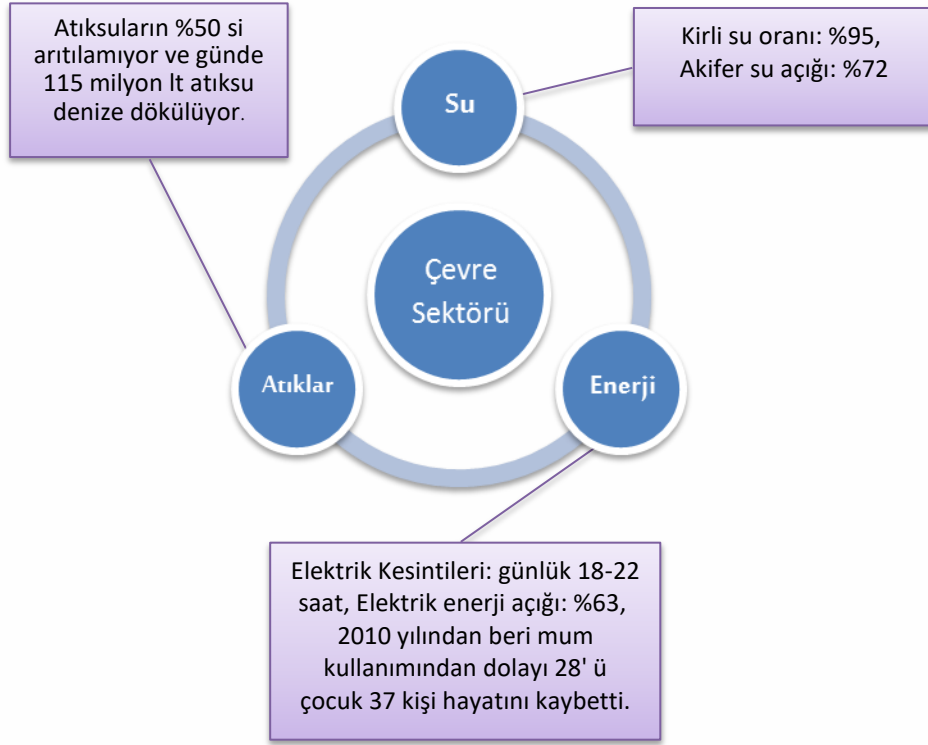 Atıksuların %50 si
arıtılamıyor ve günde
115 milyon lt atıksu
denize dökülüyor.
Su
Kirli su oranı: %95,
Akifer su açığı: %72
Çevre
Sektörü
Atıklar
Enerji
Elektrik Kesintileri: günlük 18-22
saat, Elektrik enerji açığı: %63,
2010 yılından beri mum
kullanımından dolayı 28' ü
çocuk 37 kişi hayatını kaybetti.